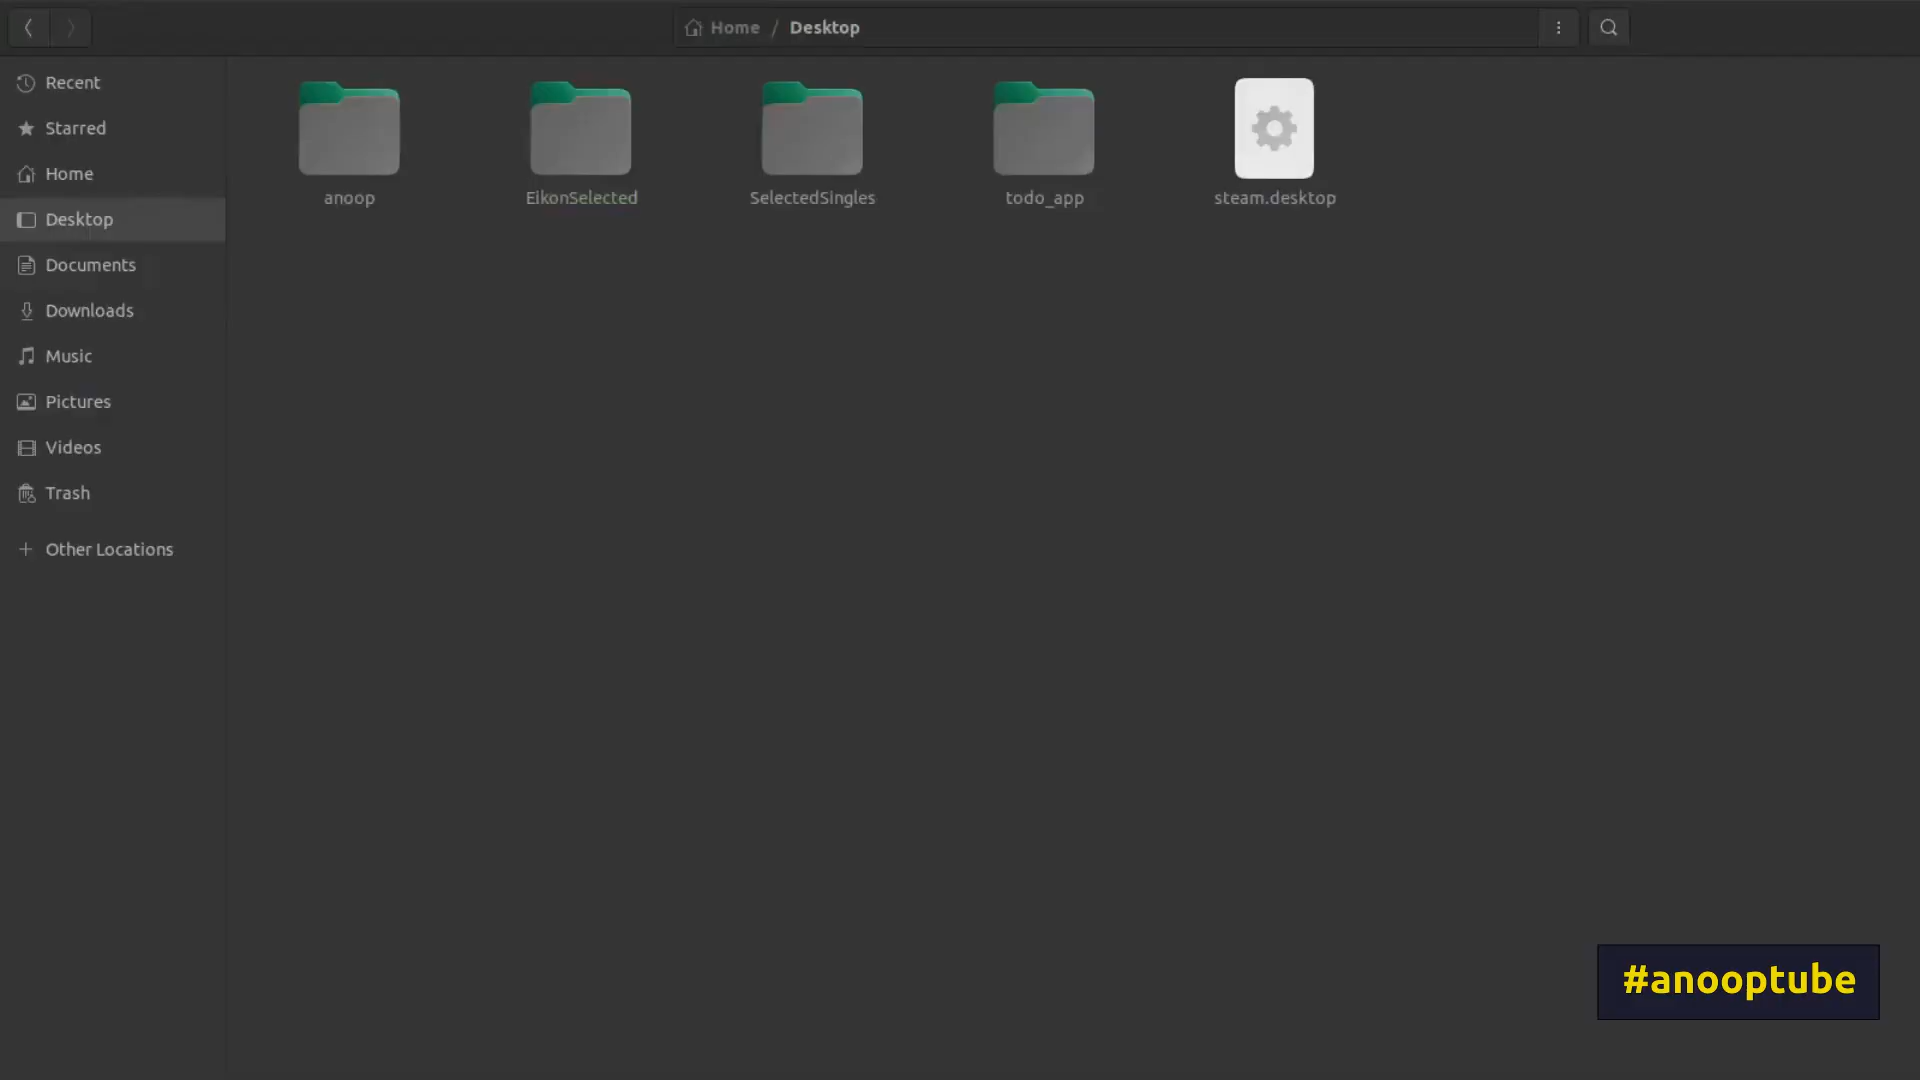 Home / Desktop
Recent
Starred
Home
Desktop
Documents
Downloads
Music
Pictures
Videos
Trash
Other Locations
anoop
EikonSelected
SelectedSingles
todo_app
steam.desktop
#anooptube